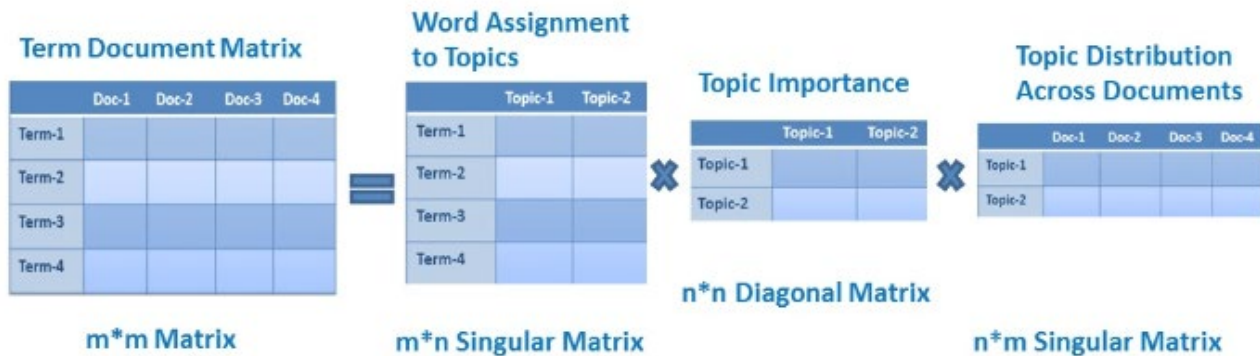 Term Document Matrix
Doc-1 Doc-2 Doc-3 Doc-4
Term-1
Term-2
Term-3
Term-4
m*m Matrix
Word Assignment
to Topics
Topic-1 Topic-2
Term-1
Term-2
Term-3
Term-4
m*n Singular Matrix
Topic Importance
Topic-1 Topic-2
Topic-1
Topic-2
n*n Diagonal Matrix
Topic Distribution
Across Documents
Doc-1 Doc-2 Doc-3 Doc-4
Topic-1
Topic-2
n*m Singular Matrix